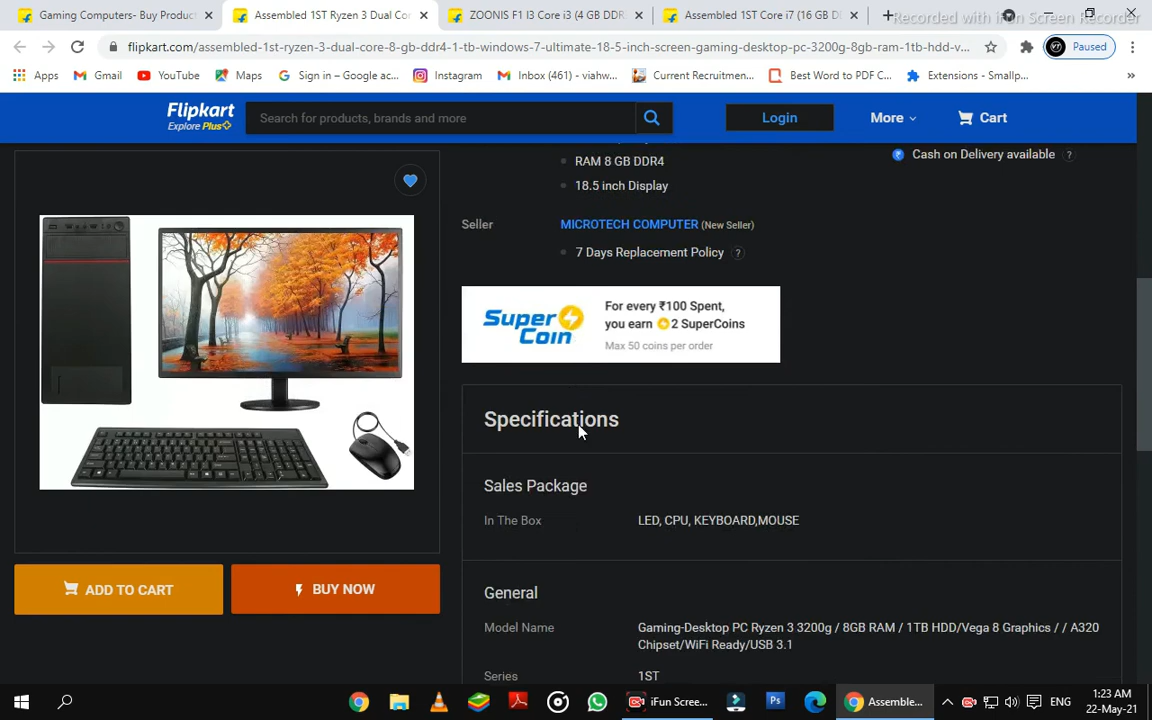 Gaming Computers- Buy Product
Assembled 1ST Ryzen 3 Dual Co
ZOONIS F1 I3 Core i3 (4 GB DDR
Assembled 1ST Core i7 (16 GB D
Recorded with iFun Screen Recorder
flipkart.com/assembled-1st-ryzen-3-dual-core-8-gb-ddr4-1-tb-windows-7-ultimate-18-5-inch-screen-gaming-desktop-pc-3200g-8gb-ram-1tb-hdd-v...
Paused
Apps
Gmail
YouTube
Maps
Sign in – Google ac...
Instagram
Inbox (461) - viahw...
Current Recruitmen...
Best Word to PDF C...
Extensions - Smallp...
Flipkart
Explore Plus
Search for products, brands and more
Login
More
Cart
RAM 8 GB DDR4
Cash on Delivery available ?
18.5 inch Display
Seller
MICROTECH COMPUTER (New Seller)
7 Days Replacement Policy ?
Super Coin
For every ₹100 Spent,
you earn 2 SuperCoins
Max 50 coins per order
Specifications
Sales Package
In The Box
LED, CPU, KEYBOARD,MOUSE
ADD TO CART
BUY NOW
General
Model Name
Gaming-Desktop PC Ryzen 3 3200g / 8GB RAM / 1TB HDD/Vega 8 Graphics / / A320
Chipset/WiFi Ready/USB 3.1
Series
1ST
iFun Scree...
Ps
Assemble...
ENG
1:23 AM
22-May-21